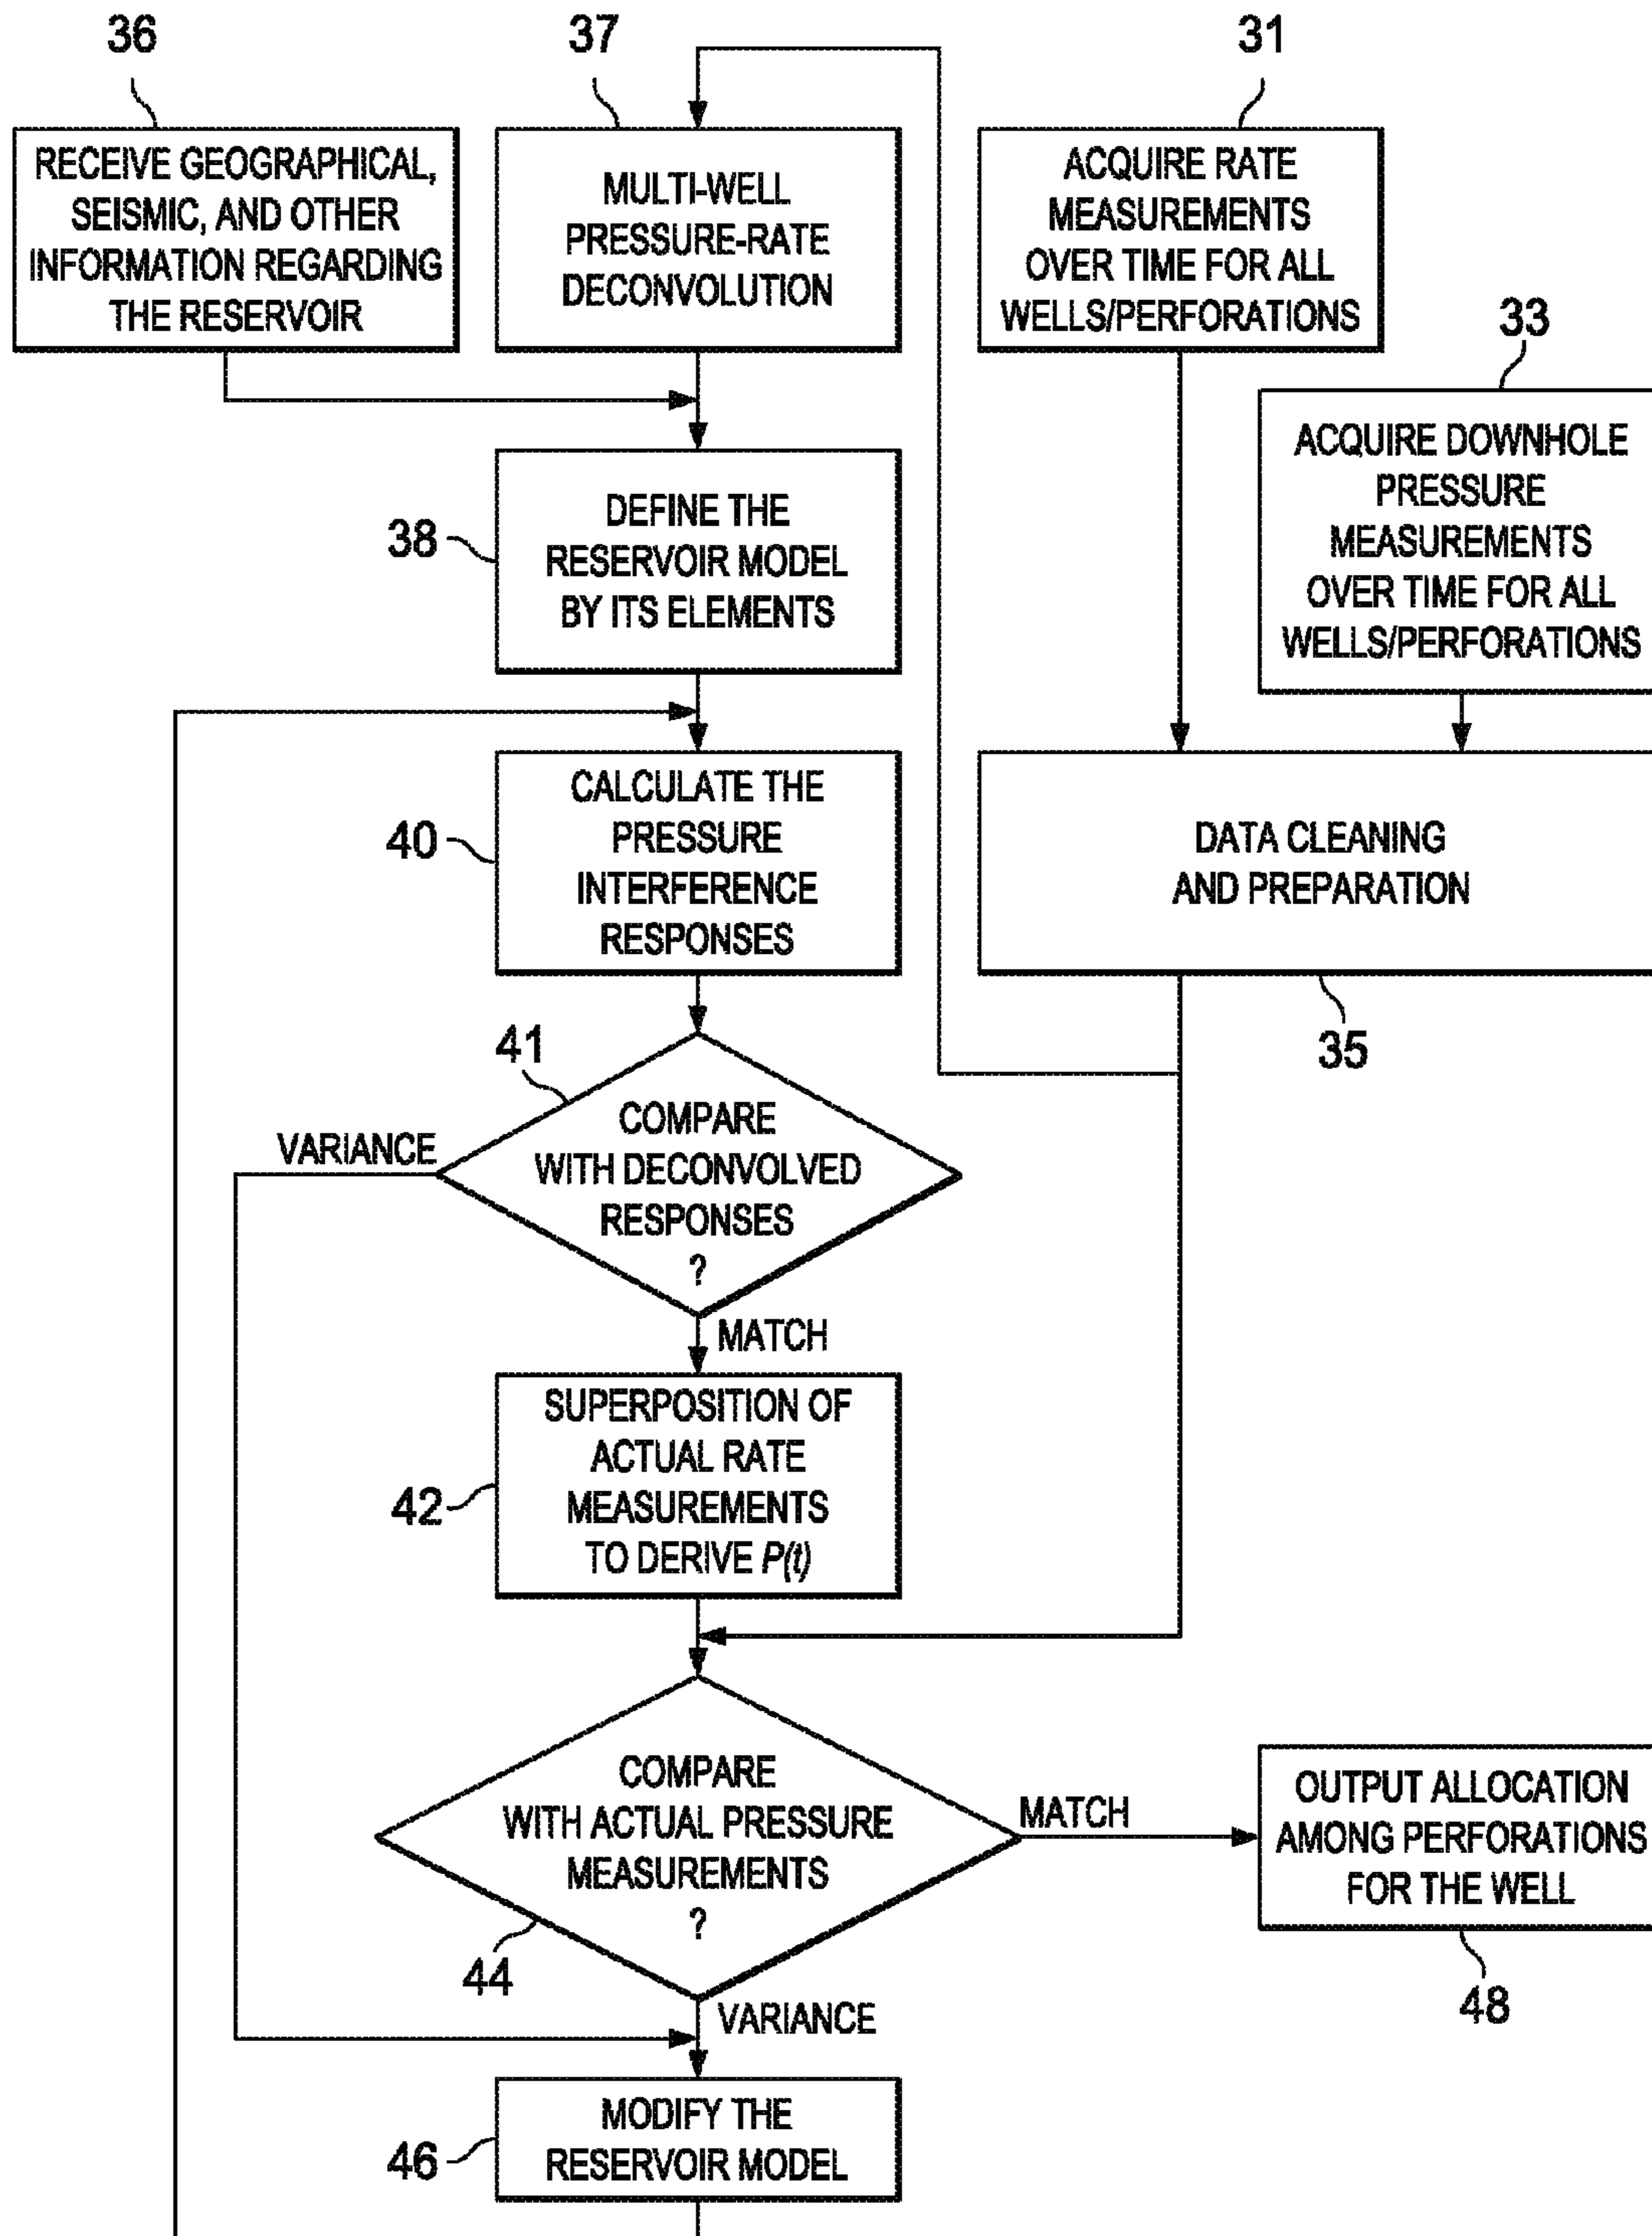 36
37
31
RECEIVE GEOGRAPHICAL,
SEISMIC, AND OTHER
INFORMATION REGARDING
THE RESERVOIR
MULTI-WELL
PRESSURE-RATE
DECONVOLUTION
ACQUIRE RATE
MEASUREMENTS
OVER TIME FOR ALL
WELLS/PERFORATIONS
33
ACQUIRE DOWNHOLE
PRESSURE
MEASUREMENTS
OVER TIME FOR ALL
WELLS/PERFORATIONS
38
DEFINE THE
RESERVOIR MODEL
BY ITS ELEMENTS
40
CALCULATE THE
PRESSURE
INTERFERENCE
RESPONSES
DATA CLEANING
AND PREPARATION
35
41
COMPARE
WITH DECONVOLVED
RESPONSES
?
VARIANCE
MATCH
42
SUPERPOSITION OF
ACTUAL RATE
MEASUREMENTS
TO DERIVE P(t)
COMPARE
WITH ACTUAL PRESSURE
MEASUREMENTS
?
44
MATCH
OUTPUT ALLOCATION
AMONG PERFORATIONS
FOR THE WELL
48
VARIANCE
46
MODIFY THE
RESERVOIR MODEL